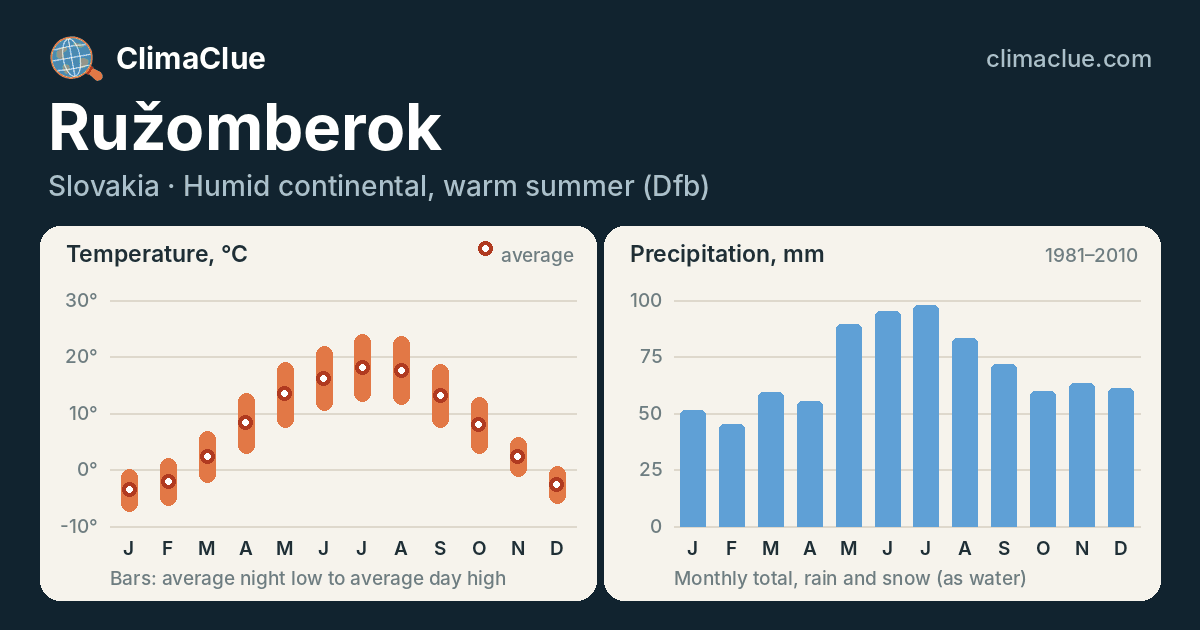 ClimaClue
climaclue.com
Ružomberok
Slovakia · Humid continental, warm summer (Dfb)
Temperature, °C
average
30°
20°
10°
0°
-10°
J F M A M J J A S O N D
Bars: average night low to average day high
Precipitation, mm
1981–2010
100
75
50
25
0
J F M A M J J A S O N D
Monthly total, rain and snow (as water)